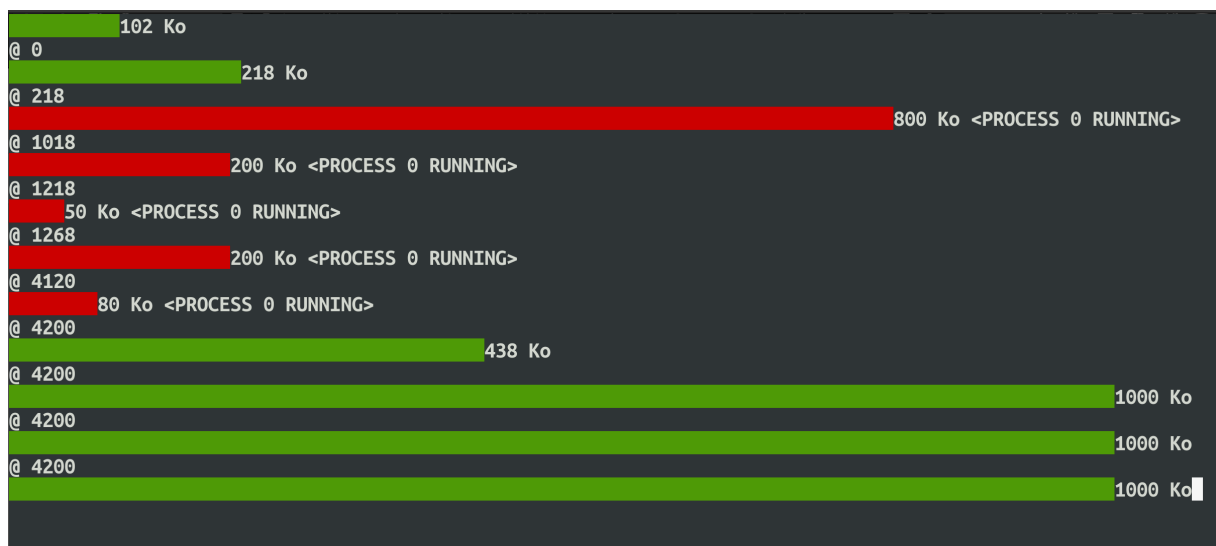 102 Ko
@ 0
218 Ko
@ 218
800 Ko <PROCESS 0 RUNNING>
@ 1018
200 Ko <PROCESS 0 RUNNING>
@ 1218
50 Ko <PROCESS 0 RUNNING>
@ 1268
200 Ko <PROCESS 0 RUNNING>
@ 4120
80 Ko <PROCESS 0 RUNNING>
@ 4200
438 Ko
@ 4200
1000 Ko
@ 4200
1000 Ko
@ 4200
1000 Ko